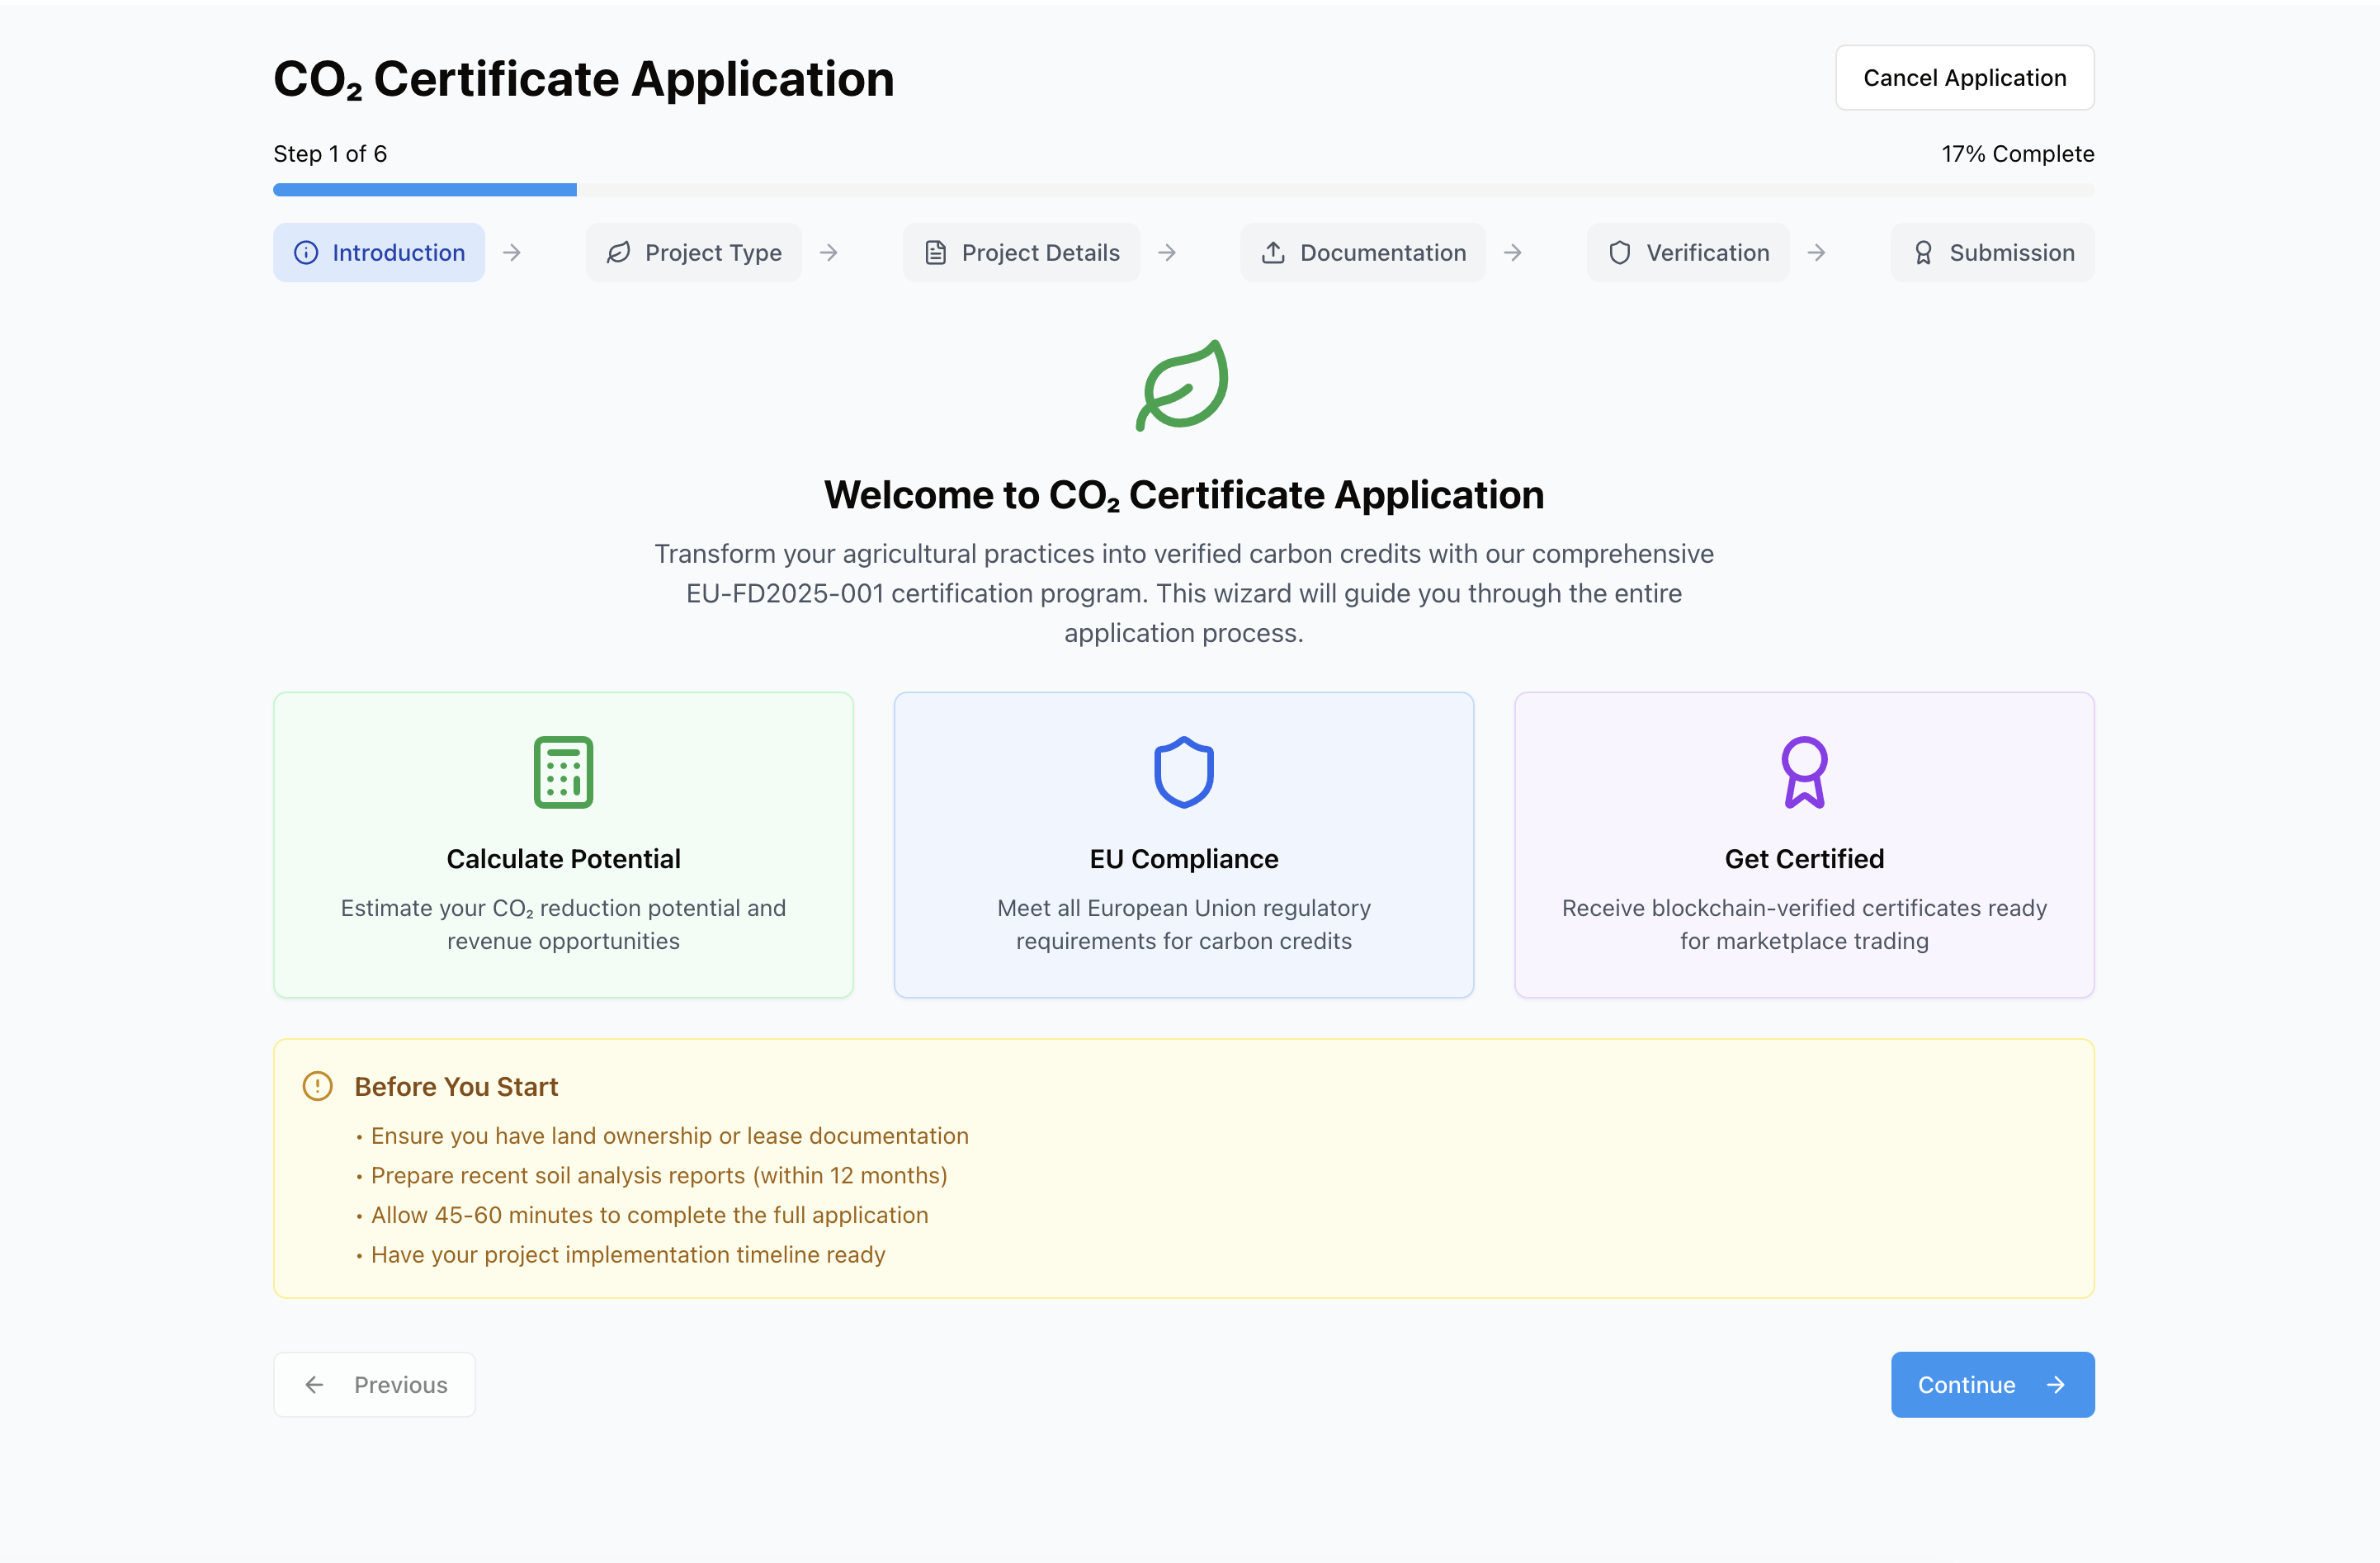 CO₂ Certificate Application
Cancel Application
Step 1 of 6
17% Complete
Introduction
Project Type
Project Details
Documentation
Verification
Submission
Welcome to CO₂ Certificate Application
Transform your agricultural practices into verified carbon credits with our comprehensive
EU-FD2025-001 certification program. This wizard will guide you through the entire
application process.
Calculate Potential
Estimate your CO₂ reduction potential and
revenue opportunities
EU Compliance
Meet all European Union regulatory
requirements for carbon credits
Get Certified
Receive blockchain-verified certificates ready
for marketplace trading
Before You Start
• Ensure you have land ownership or lease documentation
• Prepare recent soil analysis reports (within 12 months)
• Allow 45-60 minutes to complete the full application
• Have your project implementation timeline ready
Previous
Continue